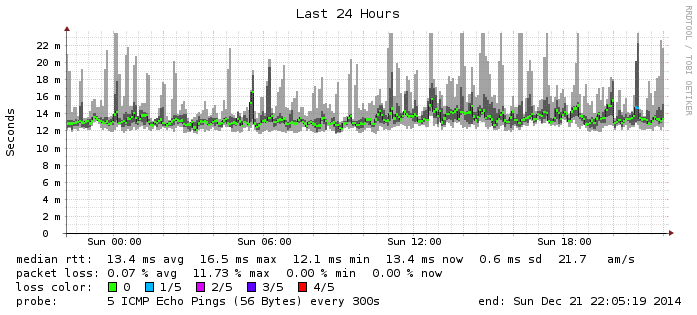 Last 24 Hours
RRDTOOL / TOBI OETIKER
Seconds
22 m
20 m
18 m
16 m
14 m
12 m
10 m
8 m
6 m
4 m
2 m
0
Sun 00:00 Sun 06:00 Sun 12:00 Sun 18:00
median rtt: 13.4 ms avg 16.5 ms max 12.1 ms min 13.4 ms now 0.6 ms sd 21.7 am/s
packet loss: 0.07 % avg 11.73 % max 0.00 % min 0.00 % now
loss color: 0 1/5 2/5 3/5 4/5
probe: 5 ICMP Echo Pings (56 Bytes) every 300s end: Sun Dec 21 22:05:19 2014